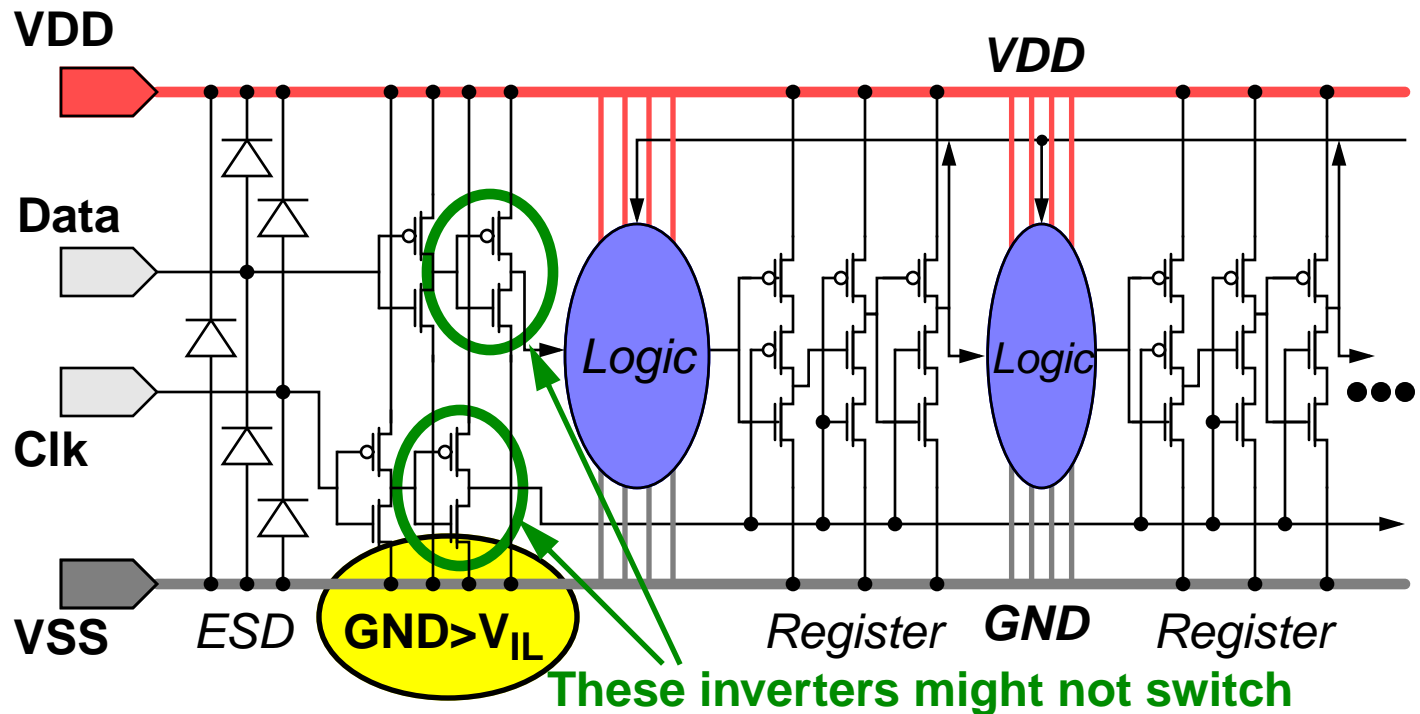 VDD
VDD
Data
Clk
Logic
Logic
VSS
ESD
GND>VIL
Register
GND
Register
These inverters might not switch